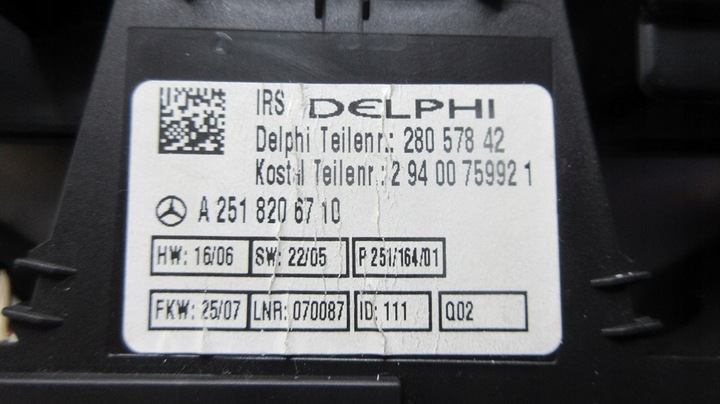 IRS DELPHI
Delphi Teilenr.: 280 578 42
Kostal Teilenr.: 2 94 00 75992 1
A 251 820 67 10
HW: 16/06 SW: 22/05 P 251/164/01
FKW: 25/07 LNR: 070087 ID: 111 Q02